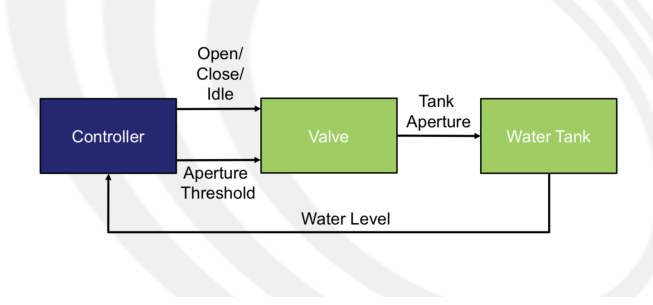 Open/
Close/
Idle
Controller
Valve
Tank
Aperture
Water Tank
Aperture
Threshold
Water Level